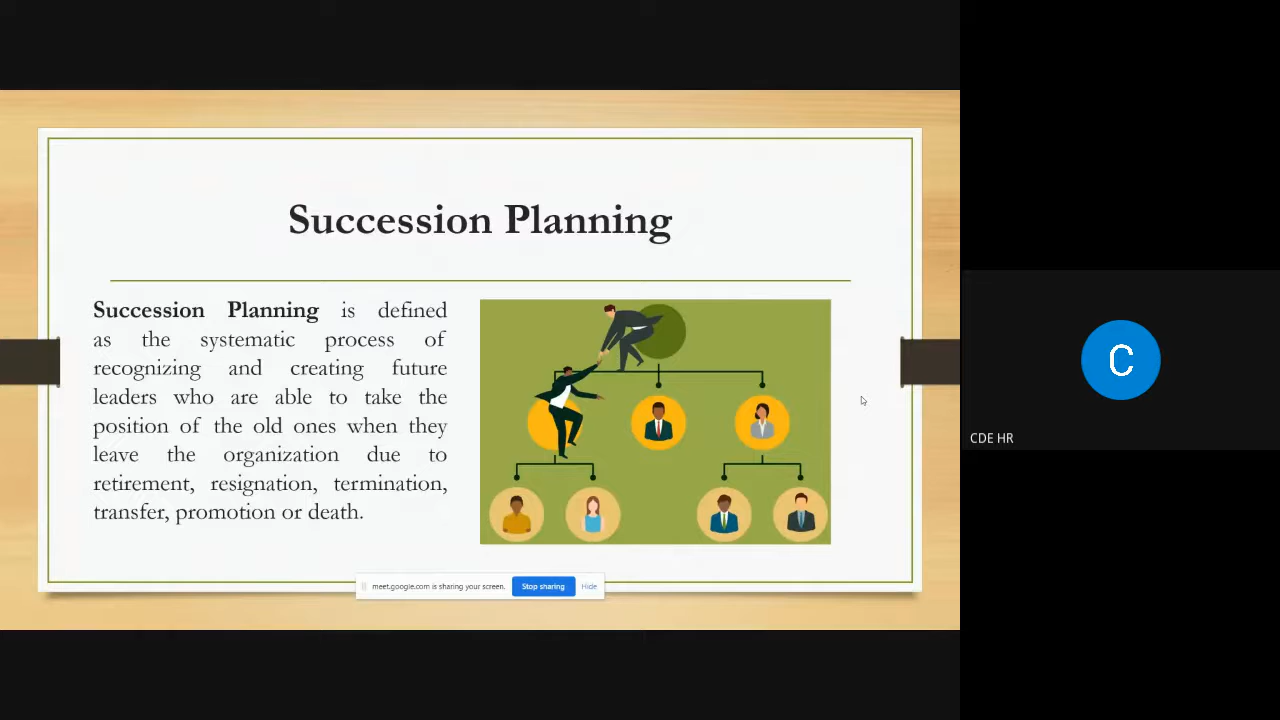 Succession Planning
Succession Planning is defined
as the systematic process of
recognizing and creating future
leaders who are able to take the
position of the old ones when they
leave the organization due to
retirement, resignation, termination,
transfer, promotion or death.
meet.google.com is sharing your screen. Stop sharing Hide
C
CDE HR